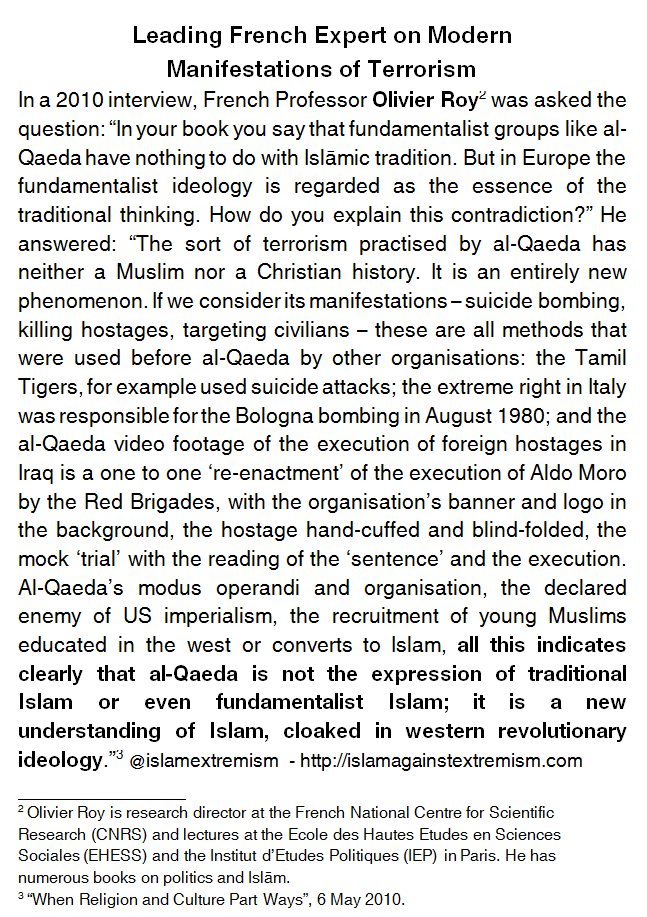 Leading French Expert on Modern
Manifestations of Terrorism
In a 2010 interview, French Professor Olivier Roy² was asked the
question: “In your book you say that fundamentalist groups like al-
Qaeda have nothing to do with Islāmic tradition. But in Europe the
fundamentalist ideology is regarded as the essence of the
traditional thinking. How do you explain this contradiction?” He
answered: “The sort of terrorism practised by al-Qaeda has
neither a Muslim nor a Christian history. It is an entirely new
phenomenon. If we consider its manifestations – suicide bombing,
killing hostages, targeting civilians – these are all methods that
were used before al-Qaeda by other organisations: the Tamil
Tigers, for example used suicide attacks; the extreme right in Italy
was responsible for the Bologna bombing in August 1980; and the
al-Qaeda video footage of the execution of foreign hostages in
Iraq is a one to one ‘re-enactment’ of the execution of Aldo Moro
by the Red Brigades, with the organisation’s banner and logo in
the background, the hostage hand-cuffed and blind-folded, the
mock ‘trial’ with the reading of the ‘sentence’ and the execution.
Al-Qaeda’s modus operandi and organisation, the declared
enemy of US imperialism, the recruitment of young Muslims
educated in the west or converts to Islam, all this indicates
clearly that al-Qaeda is not the expression of traditional
Islam or even fundamentalist Islam; it is a new
understanding of Islam, cloaked in western revolutionary
ideology.”³ @islamextremism - http://islamagainstextremism.com
² Olivier Roy is research director at the French National Centre for Scientific
Research (CNRS) and lectures at the Ecole des Hautes Etudes en Sciences
Sociales (EHESS) and the Institut d’Etudes Politiques (IEP) in Paris. He has
numerous books on politics and Islām.
³ “When Religion and Culture Part Ways”, 6 May 2010.